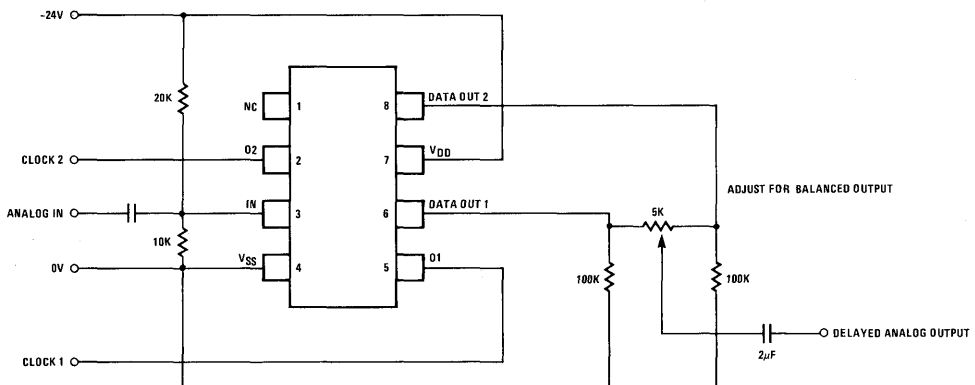 -24V
20K
NC
1
8
DATA OUT 2
CLOCK 2
02
2
7
VDD
ADJUST FOR BALANCED OUTPUT
ANALOG IN
IN
3
6
DATA OUT 1
5K
10K
0V
VSS
4
5
01
100K
100K
DELAYED ANALOG OUTPUT
2μF
CLOCK 1